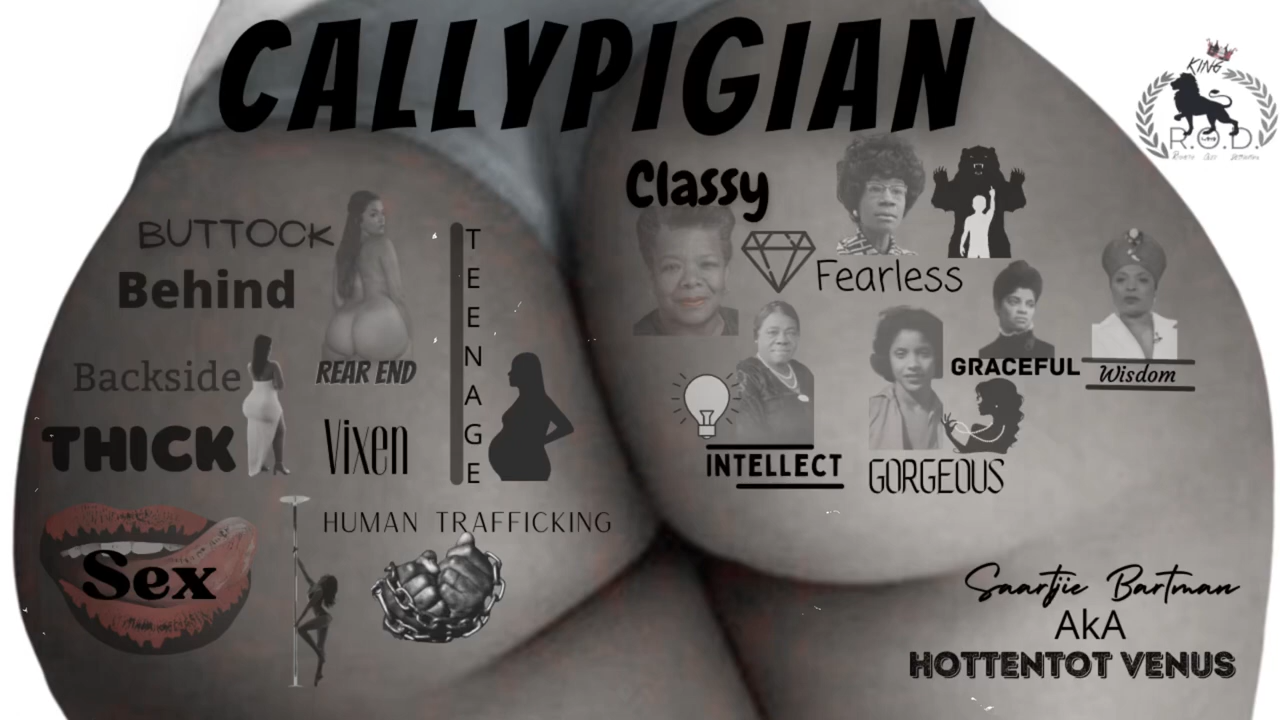 CALLYPIGIAN
KING
R.O.D.
BUTTOCK
Behind
Backside
REAR END
THICK
Vixen
TEENAGE
Sex
HUMAN TRAFFICKING
Classy
Fearless
GRACEFUL
Wisdom
INTELLECT
GORGEOUS
Saartjie Bartman
AkA
HOTTENTOT VENUS